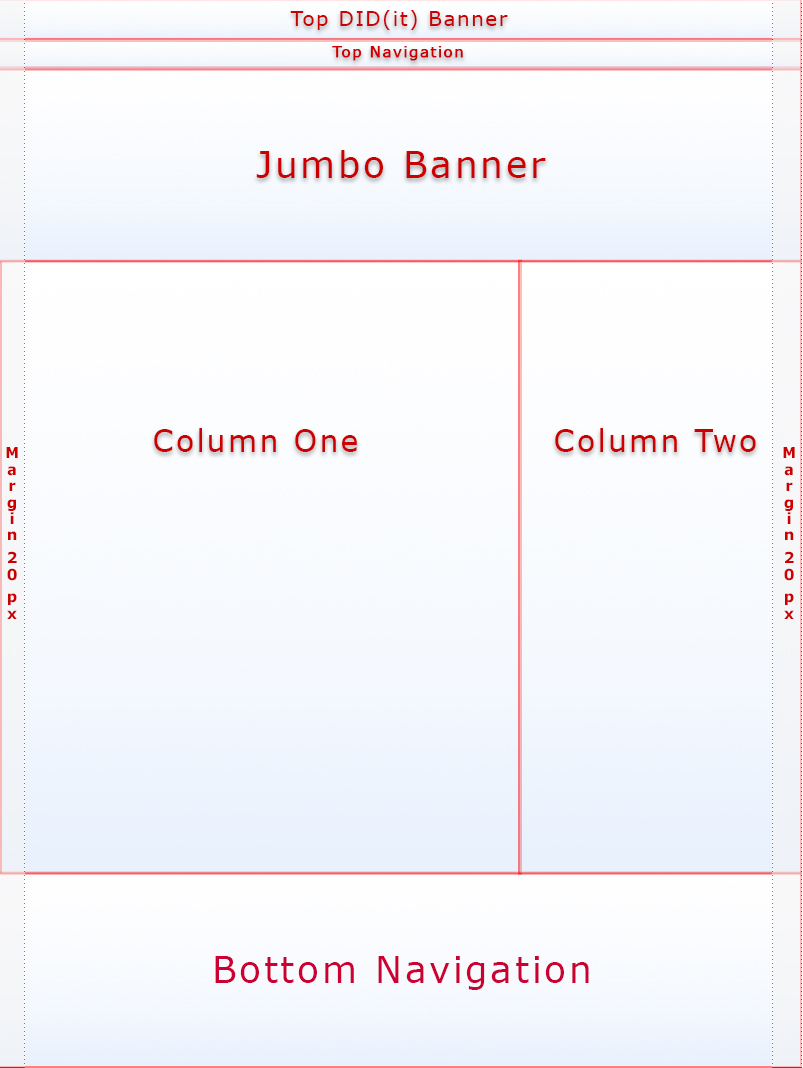 Top DID(it) Banner
Top Navigation
Jumbo Banner
Column One
Column Two
Margin 20 px
Margin 20 px
Bottom Navigation